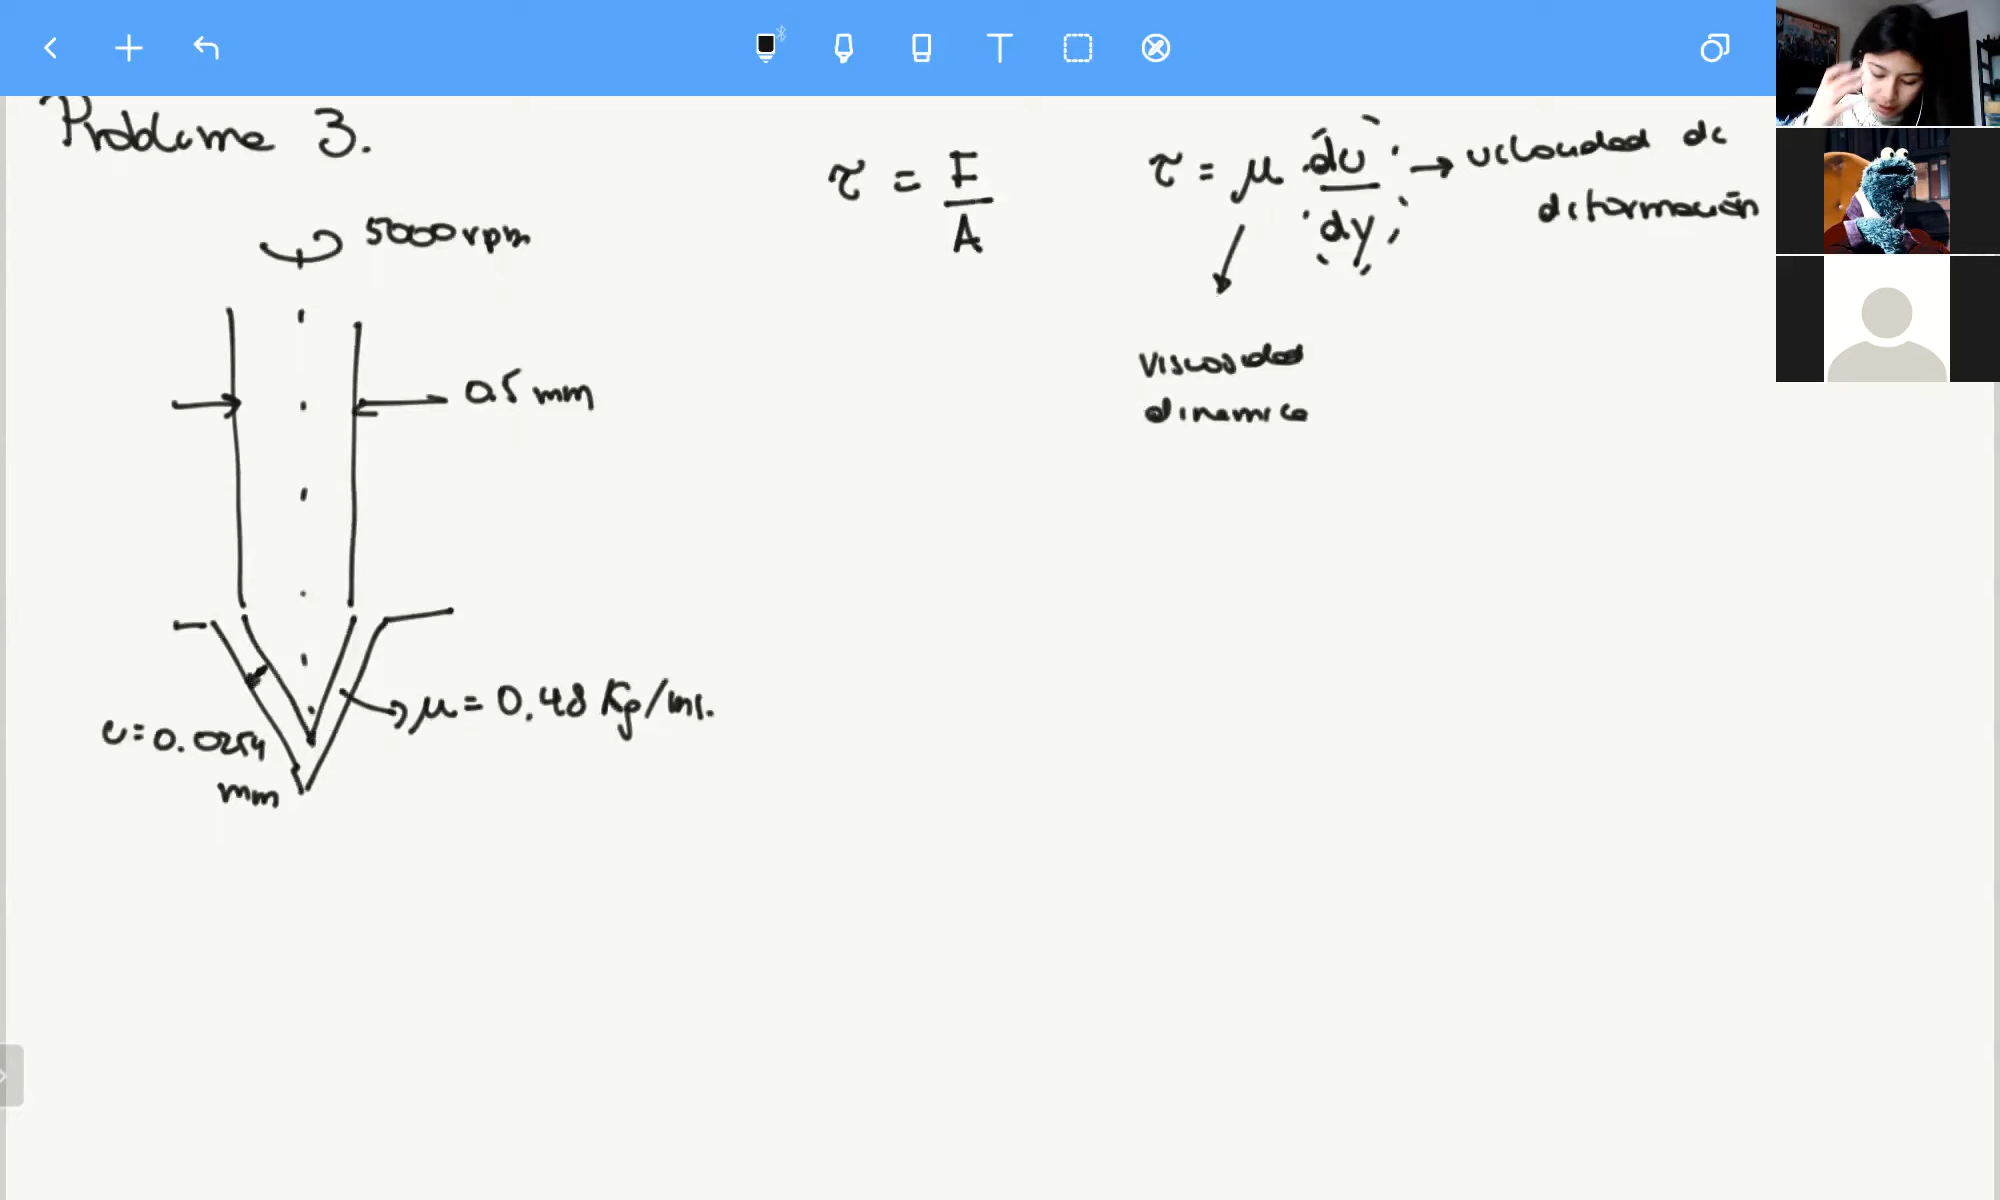 Problema 3.
5000 rpm
0.5 mm
e = 0.0254
mm
μ = 0.48 Kg/ms.
τ = F/A
τ = μ du/dy → velocidad de
deformación
Viscosidad
dinamica